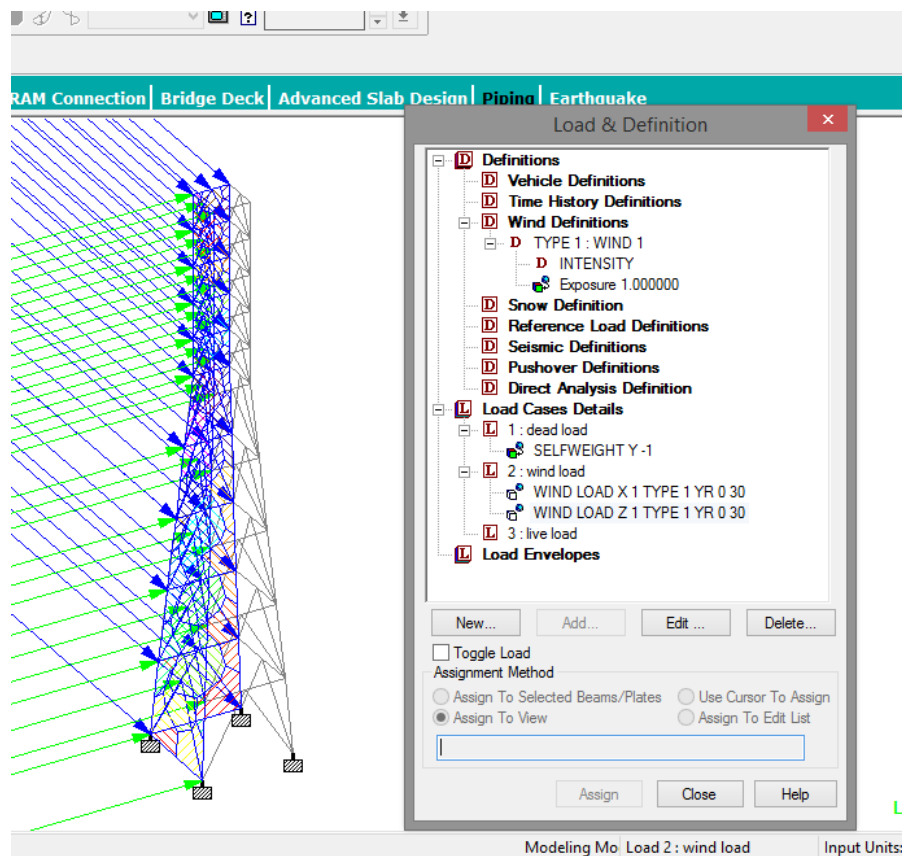 RAM Connection Bridge Deck Advanced Slab Design Piping Earthquake
Load & Definition
Definitions
Vehicle Definitions
Time History Definitions
Wind Definitions
TYPE 1 : WIND 1
INTENSITY
Exposure 1.000000
Snow Definition
Reference Load Definitions
Seismic Definitions
Pushover Definitions
Direct Analysis Definition
Load Cases Details
1 : dead load
SELFWEIGHT Y -1
2 : wind load
WIND LOAD X 1 TYPE 1 YR 0 30
WIND LOAD Z 1 TYPE 1 YR 0 30
3 : live load
Load Envelopes
New... Add... Edit ... Delete...
Toggle Load
Assignment Method
Assign To Selected Beams/Plates Use Cursor To Assign
Assign To View Assign To Edit List
Assign Close Help
L
Modeling Mo Load 2 : wind load Input Units: